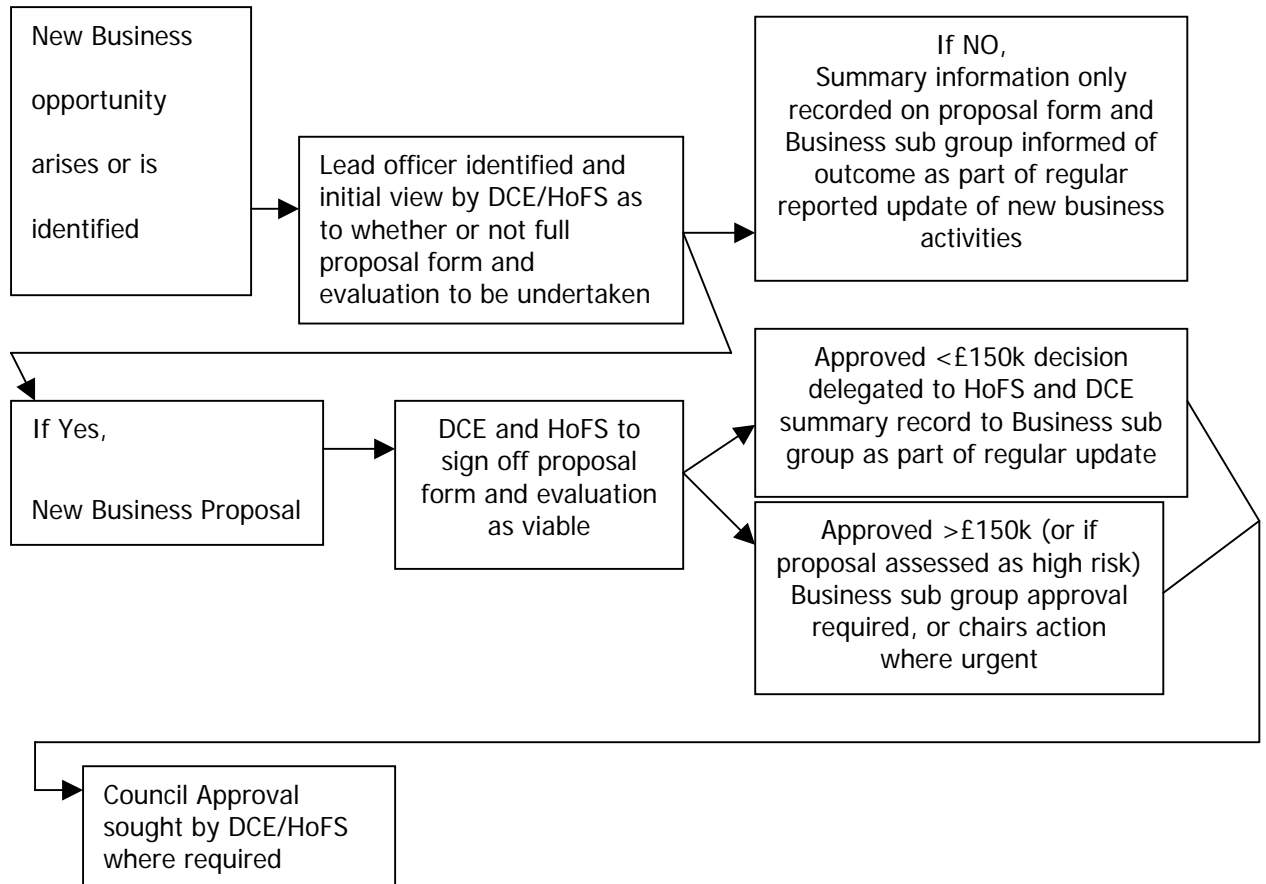 New Business
opportunity
arises or is
identified
Lead officer identified and
initial view by DCE/HoFS as
to whether or not full
proposal form and
evaluation to be undertaken
If NO,
Summary information only
recorded on proposal form and
Business sub group informed of
outcome as part of regular
reported update of new business
activities
If Yes,
New Business Proposal
DCE and HoFS to
sign off proposal
form and evaluation
as viable
Approved <£150k decision
delegated to HoFS and DCE
summary record to Business sub
group as part of regular update
Approved >£150k (or if
proposal assessed as high risk)
Business sub group approval
required, or chairs action
where urgent
Council Approval
sought by DCE/HoFS
where required